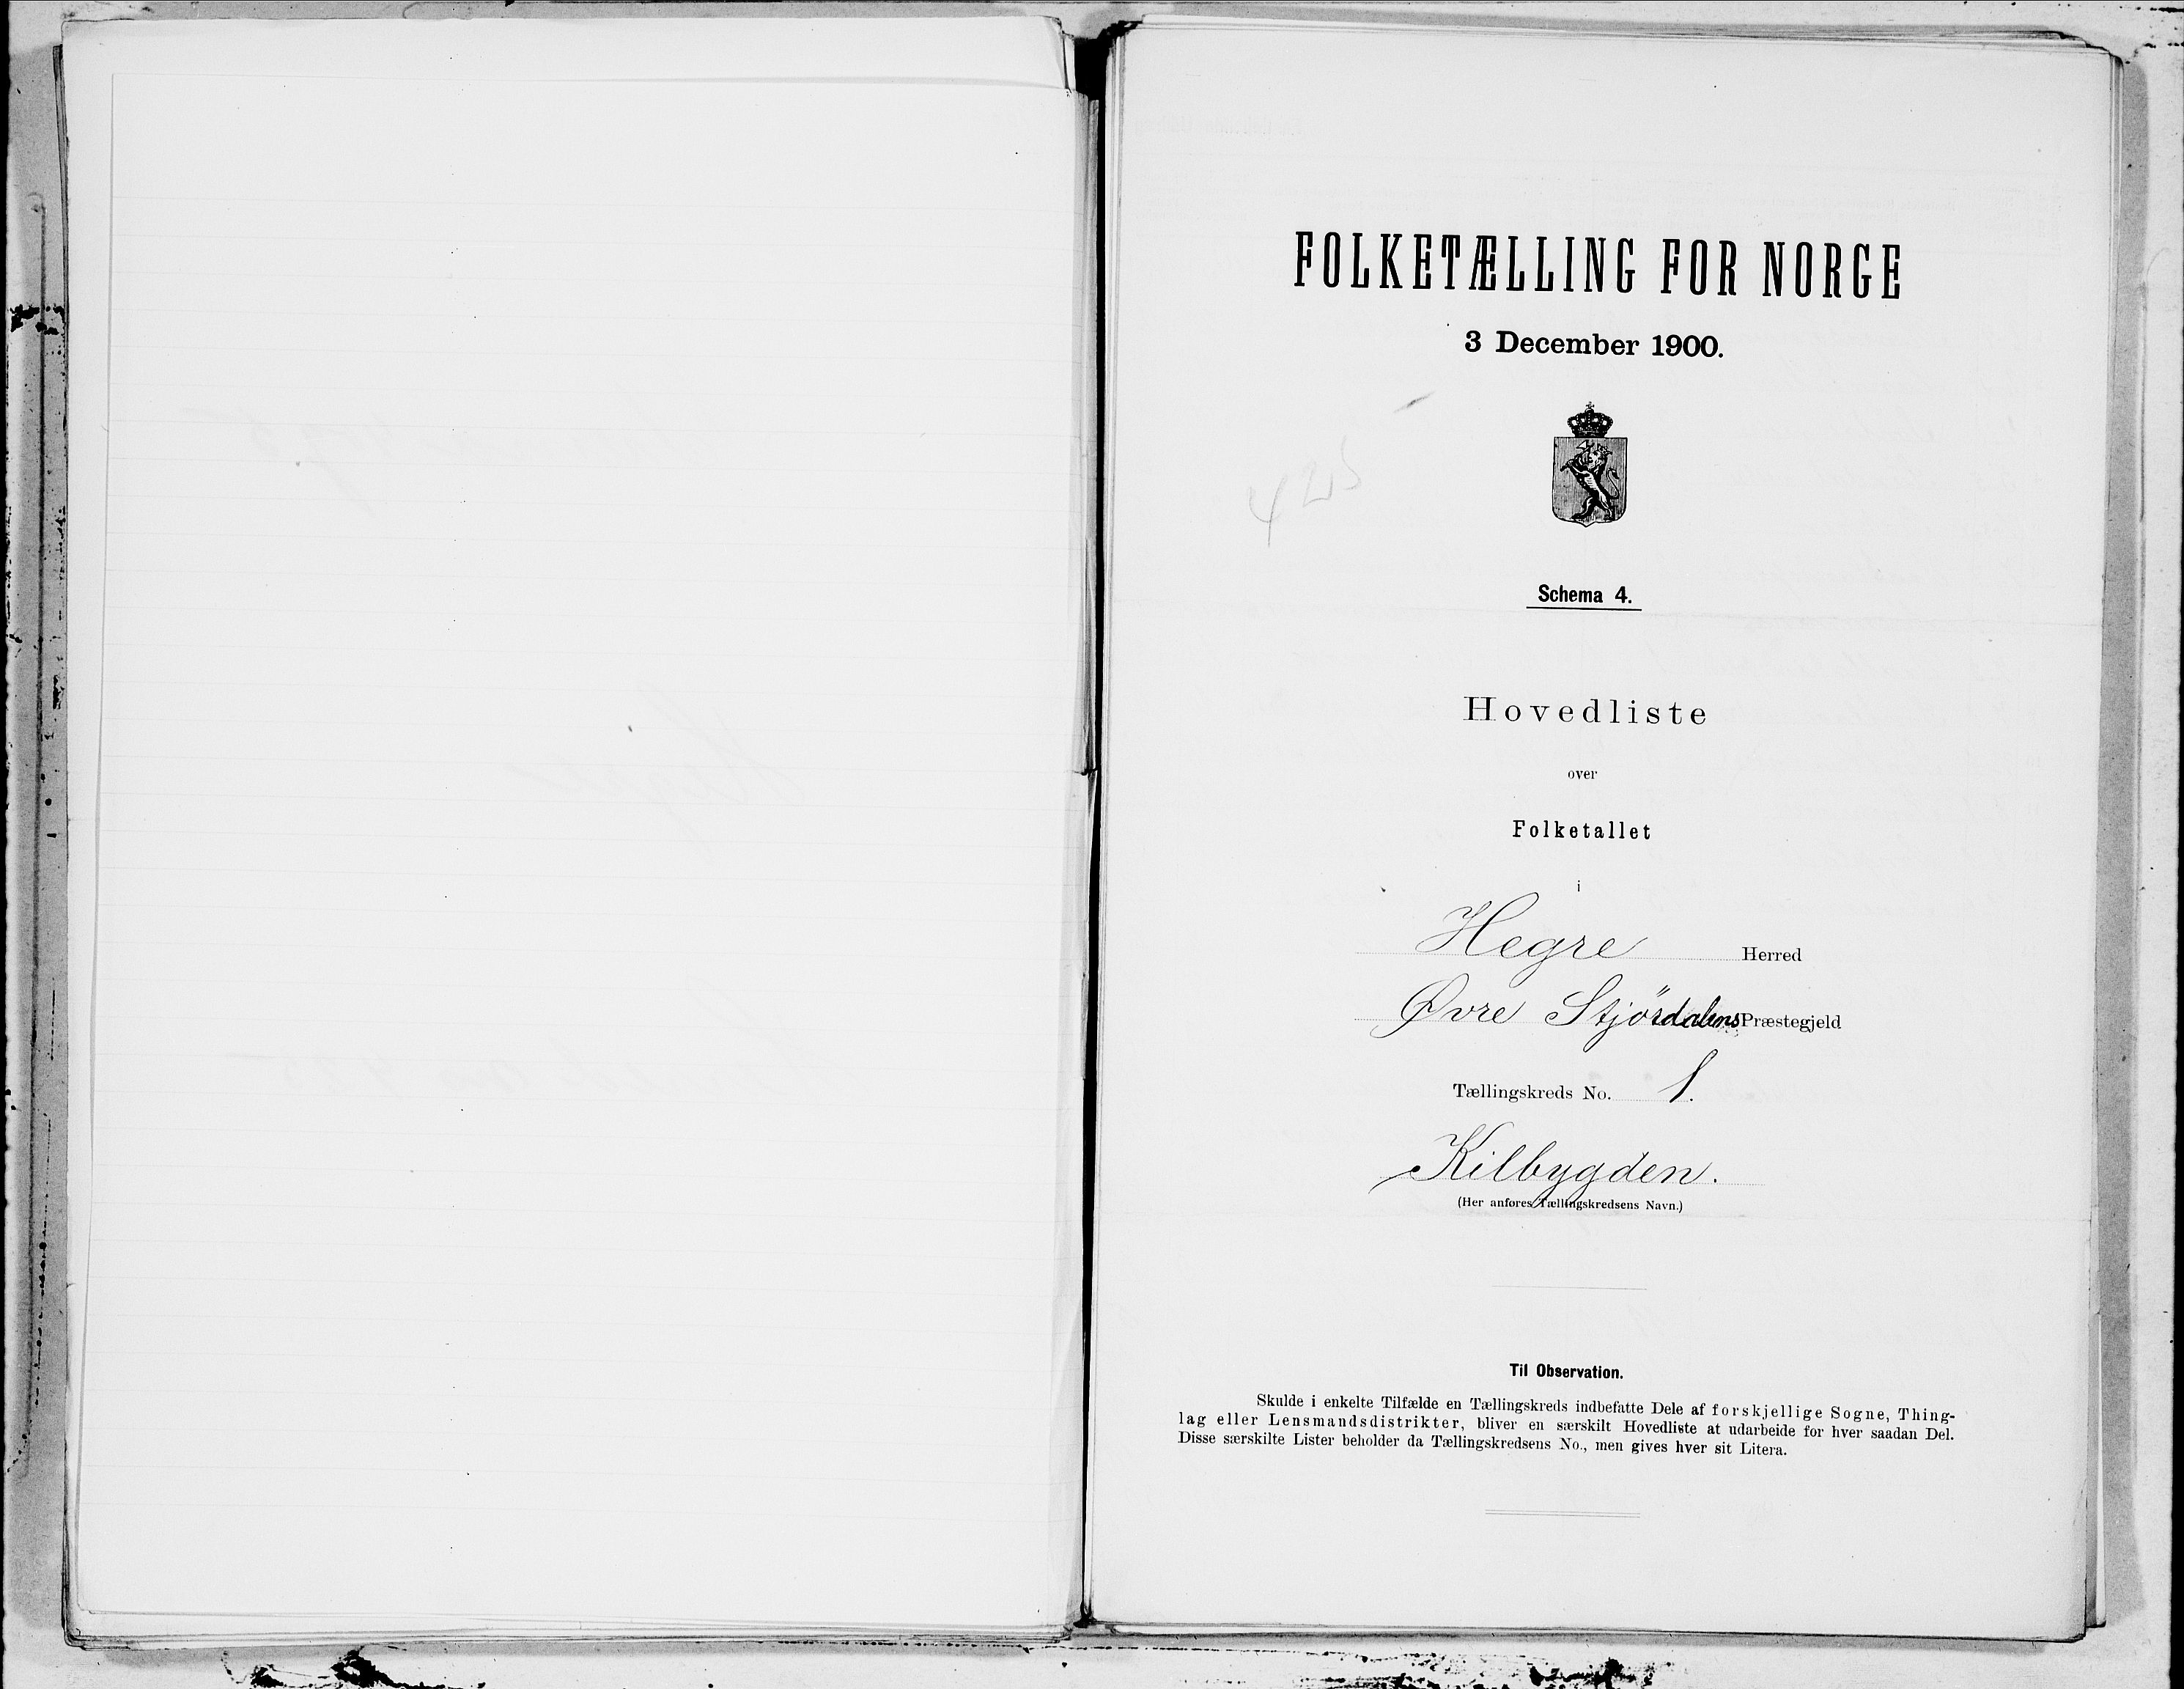 FOLKETÆLLING FOR NORGE
3 December 1900.
425
Schema 4.
Hovedliste
over
Folketallet
i
Hegre Herred
Øvre Stjördalens Præstegjeld
Tællingskreds No. 1.
Kilbygden.
(Her anføres Tællingskredsens Navn.)
Til Observation.
Skulde i enkelte Tilfælde en Tællingskreds indbefatte Dele af forskjellige Sogne, Thing-
lag eller Lensmandsdistrikter, bliver en særskilt Hovedliste at udarbeide for hver saadan Del.
Disse særskilte Lister beholder da Tællingskredsens No., men gives hver sit Litera.